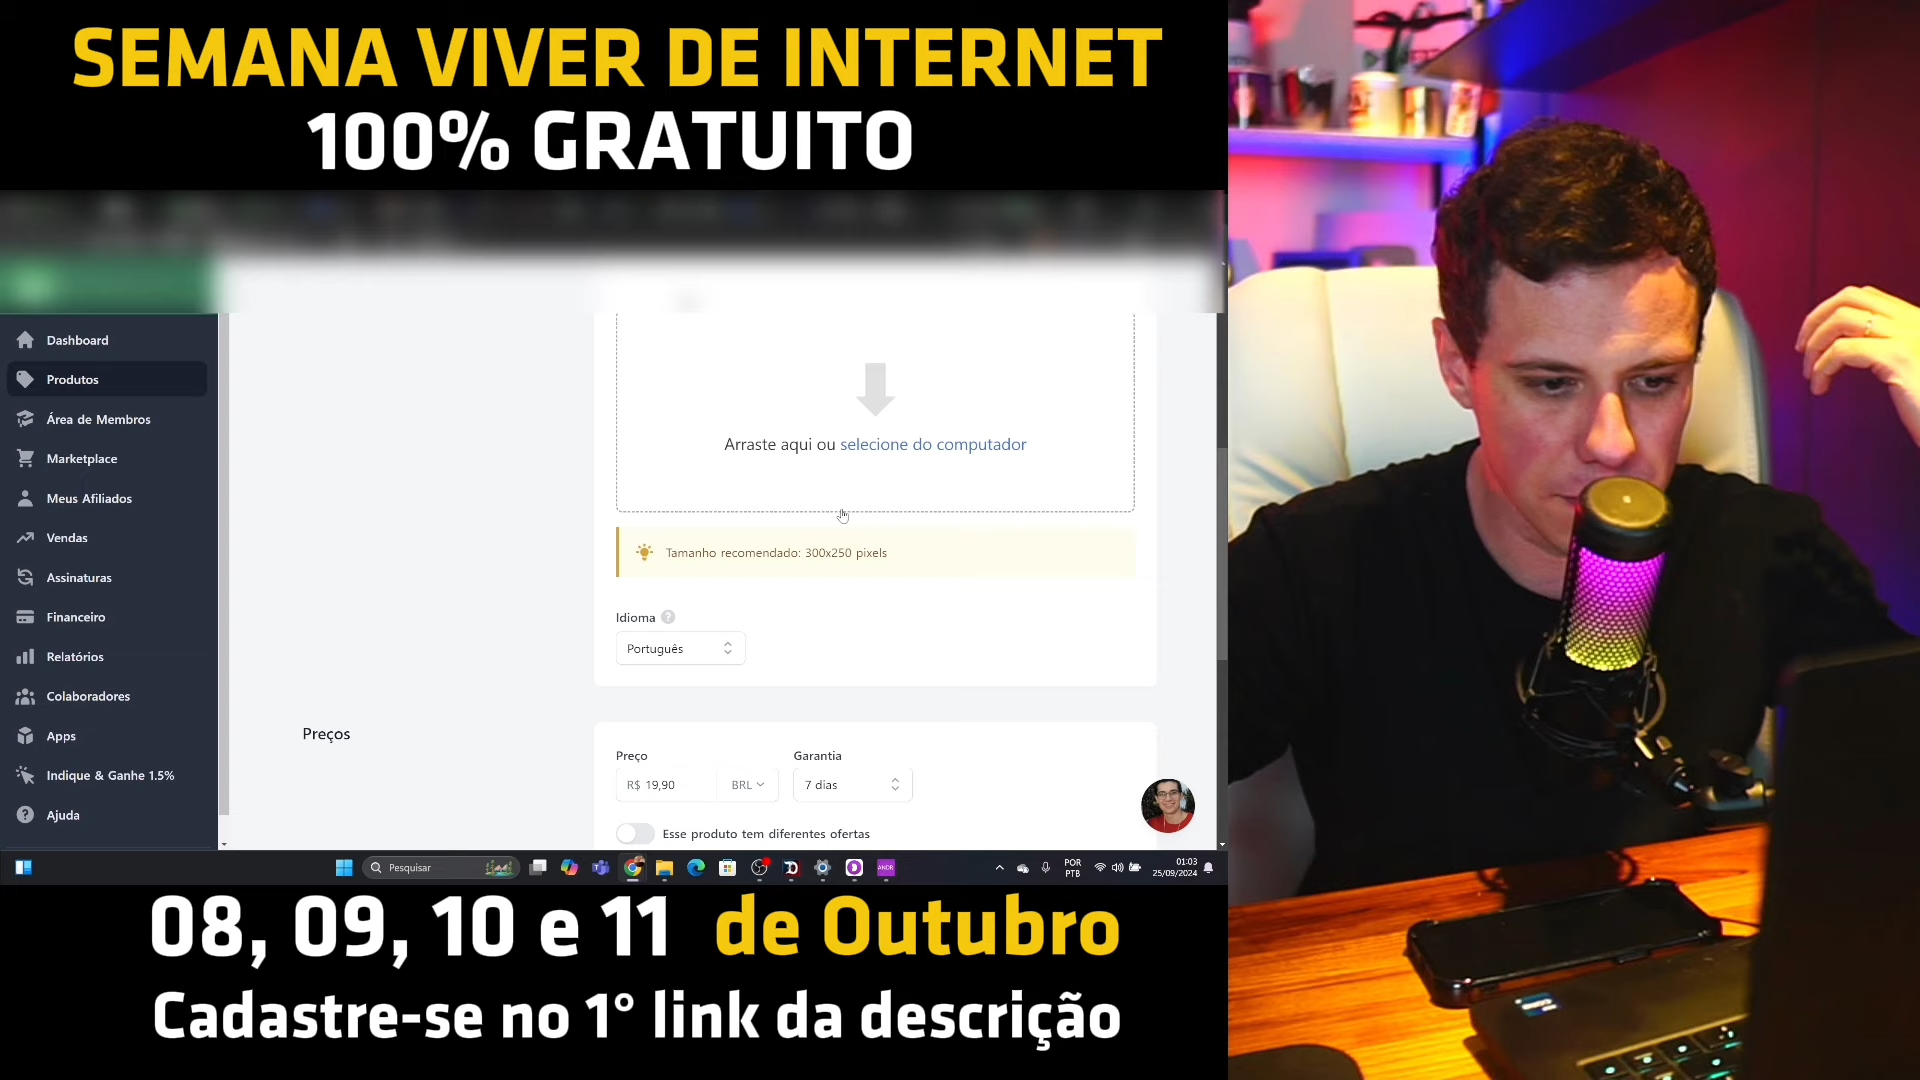 SEMANA VIVER DE INTERNET
100% GRATUITO
Dashboard
Produtos
Área de Membros
Marketplace
Meus Afiliados
Vendas
Assinaturas
Financeiro
Relatórios
Colaboradores
Apps
Indique & Ganhe 1.5%
Ajuda
Arraste aqui ou selecione do computador
Tamanho recomendado: 300x250 pixels
Idioma ?
Português
Preços
Preço
Garantia
R$ 19,90
BRL
7 dias
Esse produto tem diferentes ofertas
Pesquisar
ANDR
POR
PTB
01:03
25/09/2024
08, 09, 10 e 11 de Outubro
Cadastre-se no 1° link da descrição